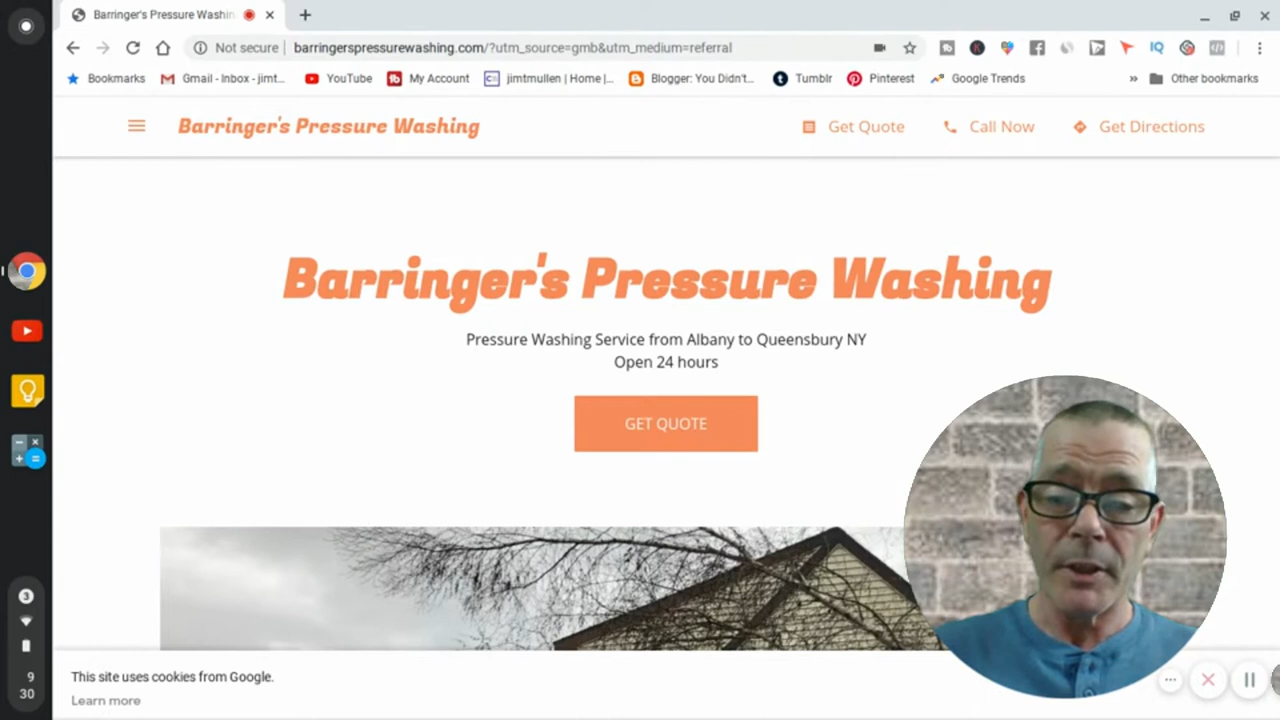 Barringer's Pressure Washin
Not secure
barringerspressurewashing.com/?utm_source=gmb&utm_medium=referral
IQ
Bookmarks
Gmail - Inbox - jimt...
YouTube
My Account
jimtmullen | Home |...
Blogger: You Didn't...
Tumblr
Pinterest
Google Trends
»
Other bookmarks
Barringer's Pressure Washing
Get Quote
Call Now
Get Directions
Barringer's Pressure Washing
Pressure Washing Service from Albany to Queensbury NY
Open 24 hours
GET QUOTE
This site uses cookies from Google.
Learn more
3
9
30